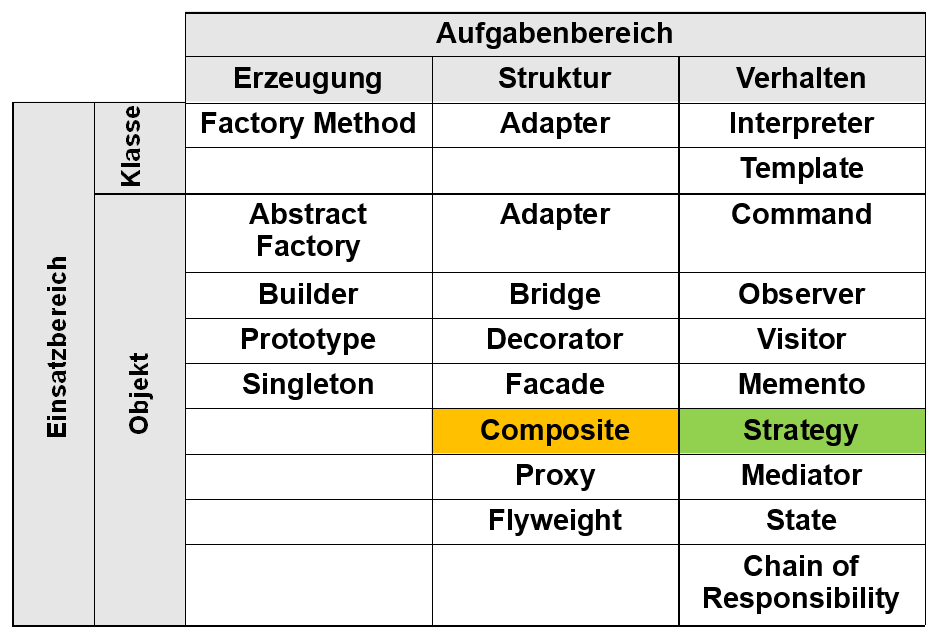 Aufgabenbereich
Erzeugung Struktur Verhalten
Einsatzbereich
Klasse
Factory Method Adapter Interpreter
Template
Objekt
Abstract Factory Adapter Command
Builder Bridge Observer
Prototype Decorator Visitor
Singleton Facade Memento
Composite Strategy
Proxy Mediator
Flyweight State
Chain of
Responsibility